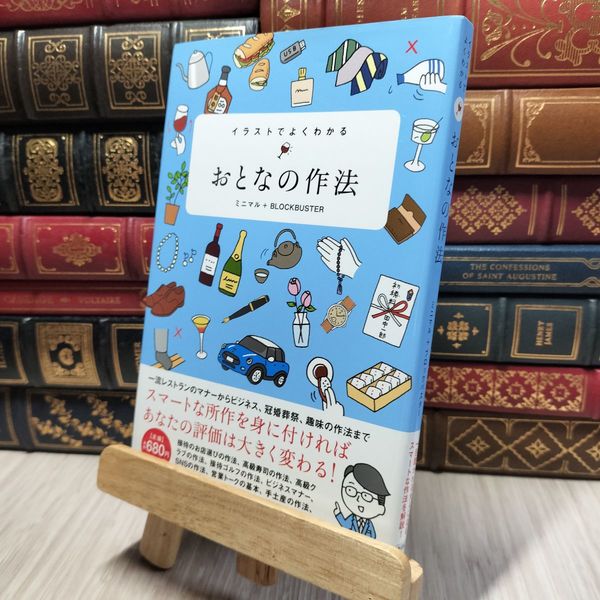 イラストでよくわかる
おとなの作法
ミニマル + BLOCKBUSTER
USB
一流レストランのマナーからビジネス、冠婚葬祭、趣味の作法まで
スマートな所作を身に付ければ
あなたの評価は大きく変わる!
接待のお店選びの作法、高級寿司の作法、高級ク
ラブの作法、接待ゴルフの作法、ビジネスマナー、
SNSの作法、営業トークの基本、手土産の作法、
680円
おとなの作法
THE CONFESSIONS
OF SAINT AUGUSTINE
VOLTAIRE
HENRY
JAMES